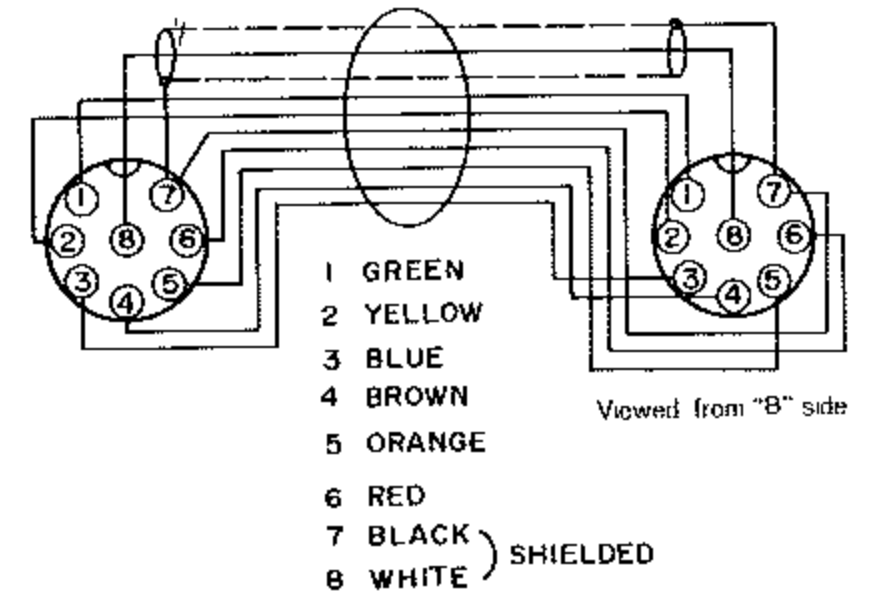 1 7
2 8 6
3 4 5
1 7
2 8 6
3 4 5
1 GREEN
2 YELLOW
3 BLUE
4 BROWN
Viewed from "B" side
5 ORANGE
6 RED
7 BLACK
SHIELDED
8 WHITE